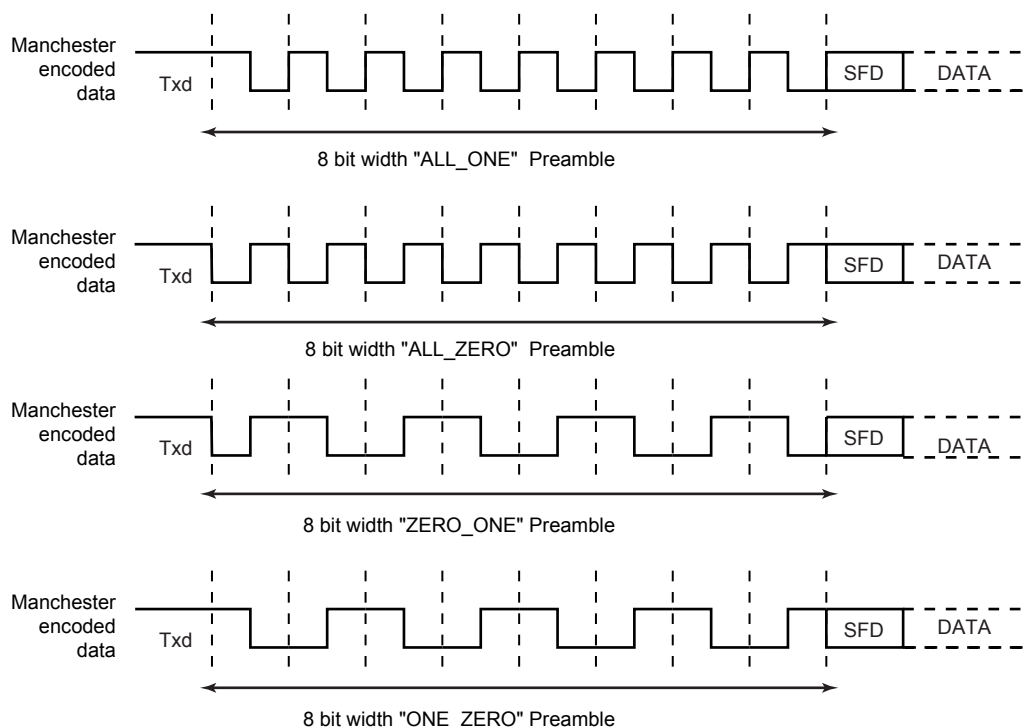 Manchester
encoded
data
Txd
SFD
DATA
8 bit width "ALL_ONE" Preamble
Manchester
encoded
data
Txd
SFD
DATA
8 bit width "ALL_ZERO" Preamble
Manchester
encoded
data
Txd
SFD
DATA
8 bit width "ZERO_ONE" Preamble
Manchester
encoded
data
Txd
SFD
DATA
8 bit width "ONE_ZERO" Preamble